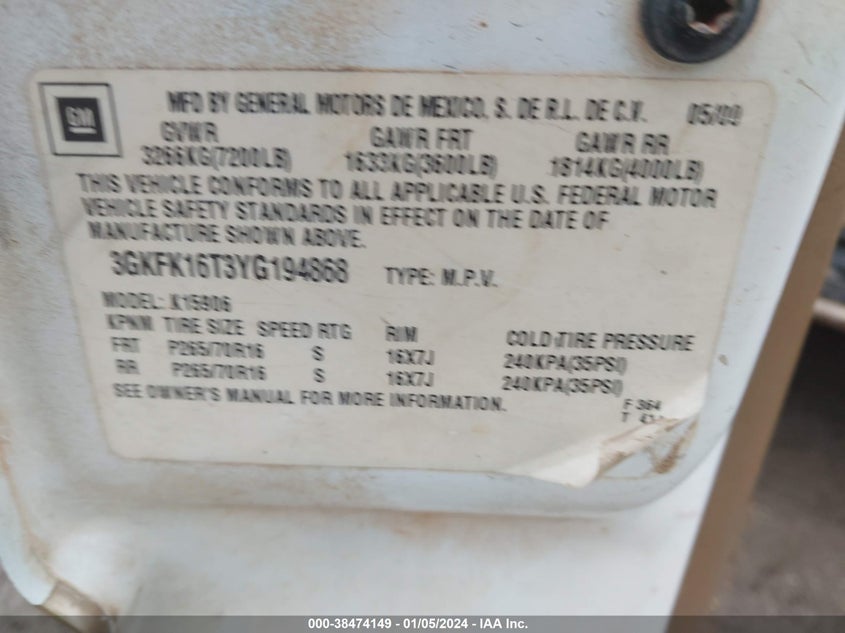 GM
MFD BY GENERAL MOTORS DE MEXICO, S. DE R.L. DE C.V. 05/00
GVWR GAWR FRT GAWR RR
3266KG(7200LB) 1633KG(3600LB) 1814KG(4000LB)
THIS VEHICLE CONFORMS TO ALL APPLICABLE U.S. FEDERAL MOTOR
VEHICLE SAFETY STANDARDS IN EFFECT ON THE DATE OF
MANUFACTURE SHOWN ABOVE.
3GKFK16T3YG194868 TYPE: M.P.V.
MODEL: K15906
KPNM TIRE SIZE SPEED RTG RIM COLD TIRE PRESSURE
FRT P265/70R16 S 16X7J 240KPA(35PSI)
RR P265/70R16 S 16X7J 240KPA(35PSI)
SEE OWNER'S MANUAL FOR MORE INFORMATION.
F 364
T
000-38474149 - 01/05/2024 - IAA Inc.